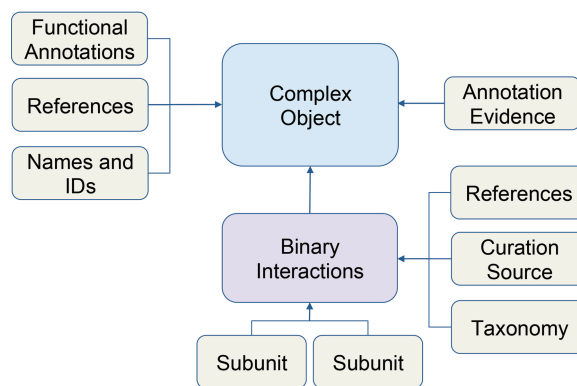 Functional
Annotations
References
Names and
IDs
Complex
Object
Annotation
Evidence
Binary
Interactions
References
Curation
Source
Taxonomy
Subunit
Subunit